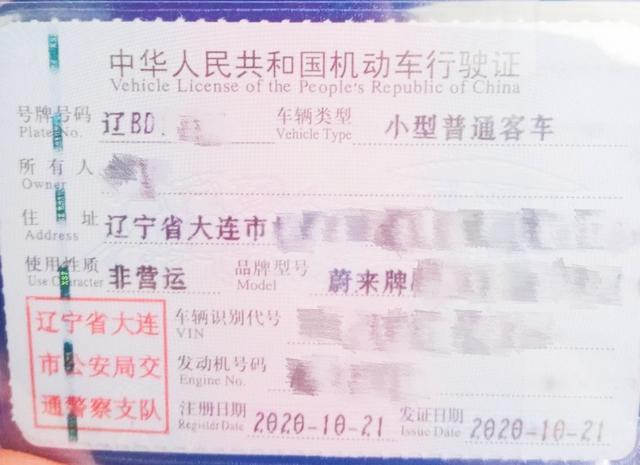 中华人民共和国机动车行驶证
Vehicle License of the People's Republic of China
号牌号码 辽BD 车辆类型 小型普通客车
Plate No. Vehicle Type
所有人
Owner
住址 辽宁省大连市
Address
使用性质 非营运 品牌型号 蔚来牌
Use Character Model
辽宁省大连 车辆识别代号
VIN
市公安局交 发动机号码
Engine No.
通警察支队 注册日期 2020-10-21 发证日期 2020-10-21
Register Date Issue Date